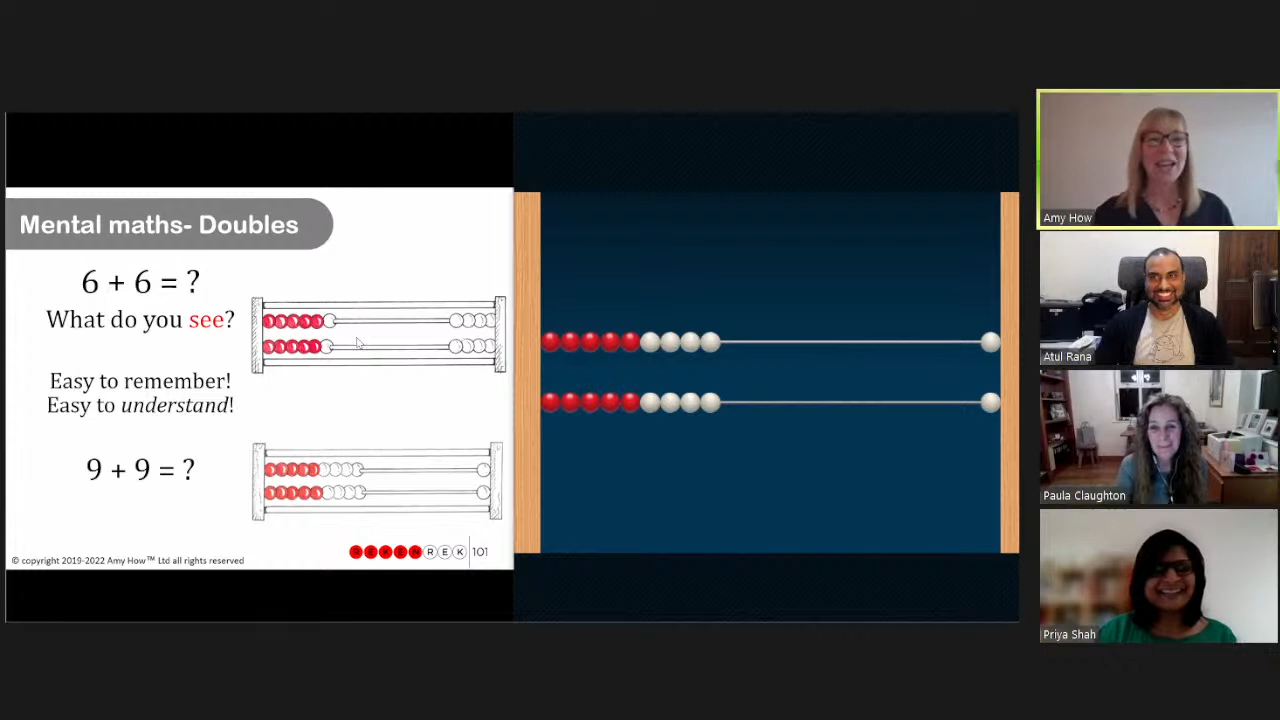 Mental maths- Doubles
6 + 6 = ?
What do you see?
Easy to remember!
Easy to understand!
9 + 9 = ?
© copyright 2019-2022 Amy How™ Ltd all rights reserved
REKENREK 101
Amy How
Atul Rana
Paula Claughton
Priya Shah